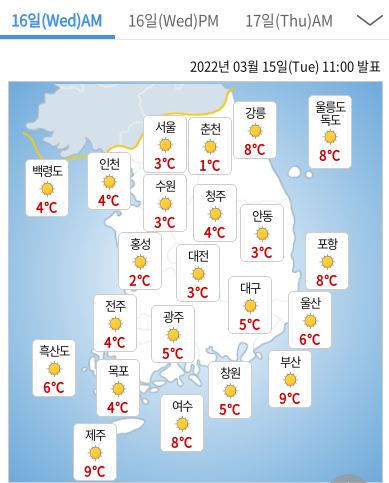 16일(Wed)AM 16일(Wed)PM 17일(Thu)AM
2022년 03월 15일(Tue) 11:00 발표
울릉도
독도
8℃
강릉
8℃
서울
3℃
춘천
1℃
백령도
4℃
인천
4℃
수원
3℃
청주
4℃
안동
3℃
홍성
2℃
대전
3℃
포항
8℃
대구
5℃
울산
6℃
전주
4℃
광주
5℃
흑산도
6℃
목포
4℃
창원
5℃
부산
9℃
여수
8℃
제주
9℃